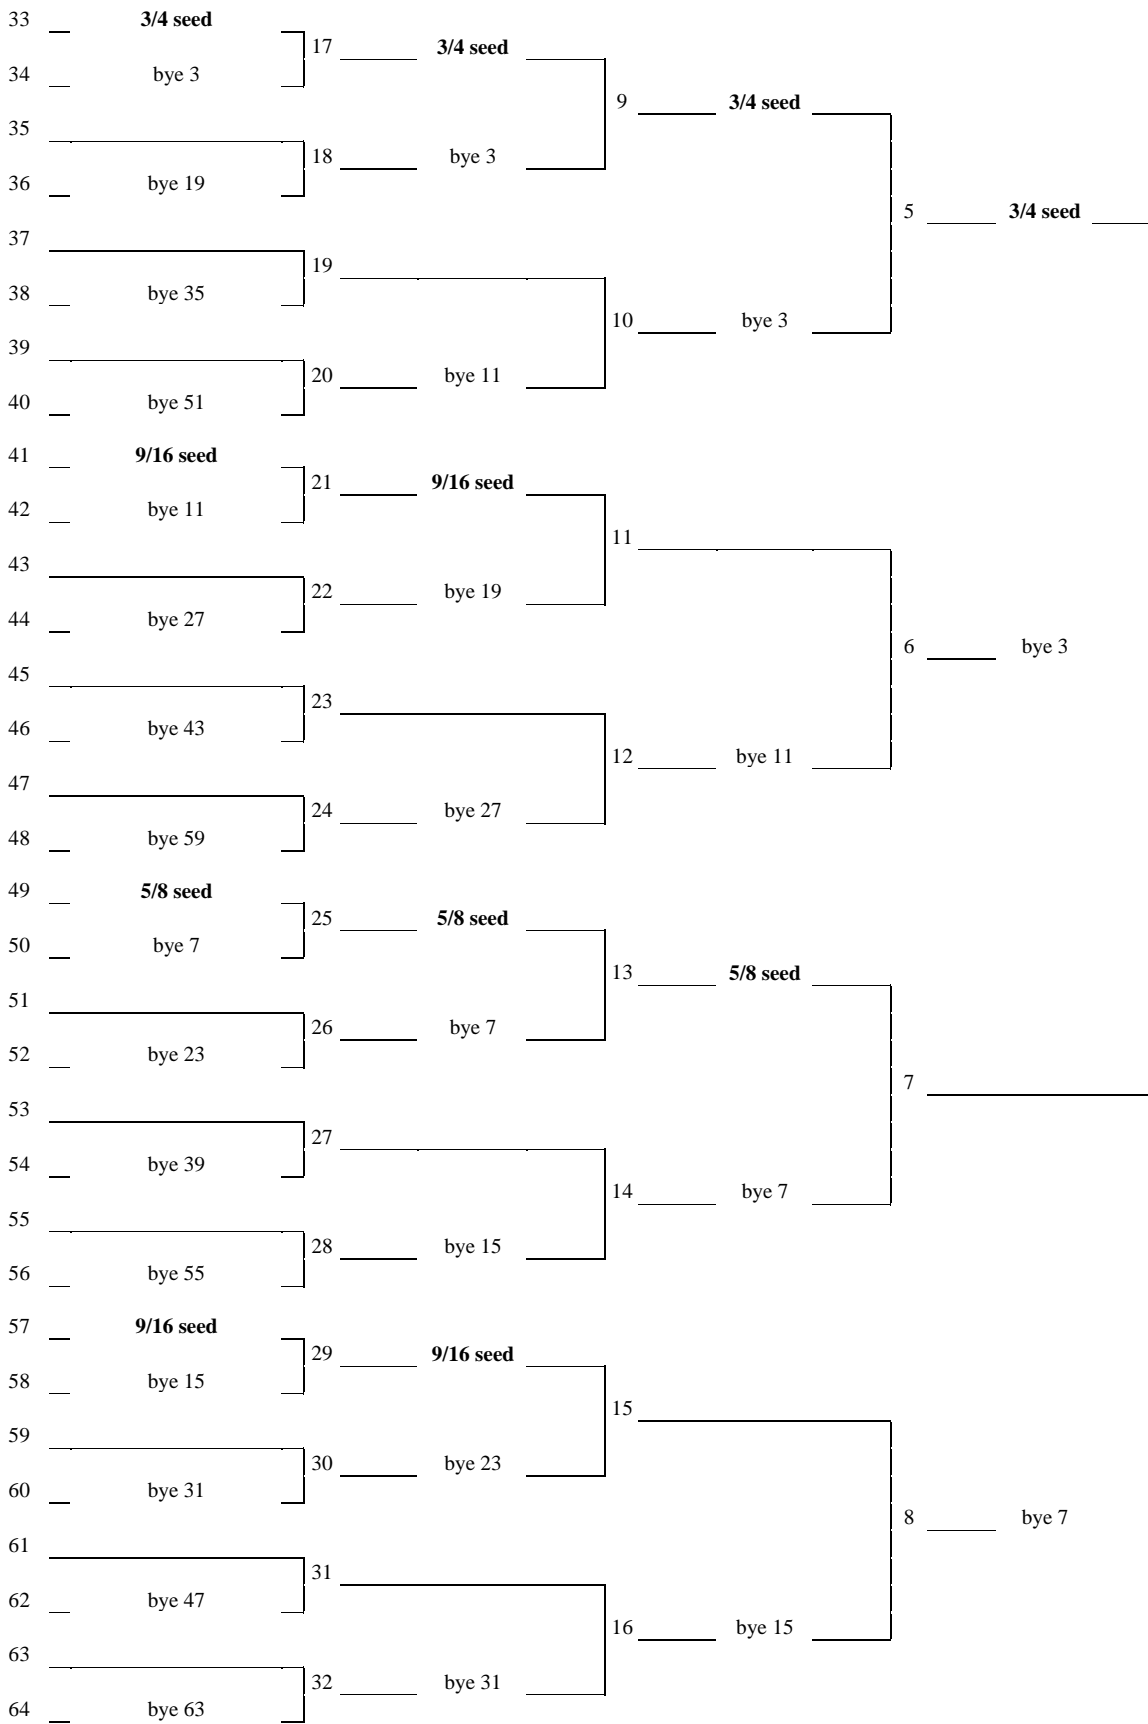 33 3/4 seed
17 3/4 seed
34 bye 3
9 3/4 seed
35
18 bye 3
36 bye 19
5 3/4 seed
37
19
38 bye 35
10 bye 3
39
20 bye 11
40 bye 51
41 9/16 seed
21 9/16 seed
42 bye 11
11
43
22 bye 19
44 bye 27
6 bye 3
45
23
46 bye 43
12 bye 11
47
24 bye 27
48 bye 59
49 5/8 seed
25 5/8 seed
50 bye 7
13 5/8 seed
51
26 bye 7
52 bye 23
7
53
27
54 bye 39
14 bye 7
55
28 bye 15
56 bye 55
57 9/16 seed
29 9/16 seed
58 bye 15
15
59
30 bye 23
60 bye 31
8 bye 7
61
31
62 bye 47
16 bye 15
63
32 bye 31
64 bye 63